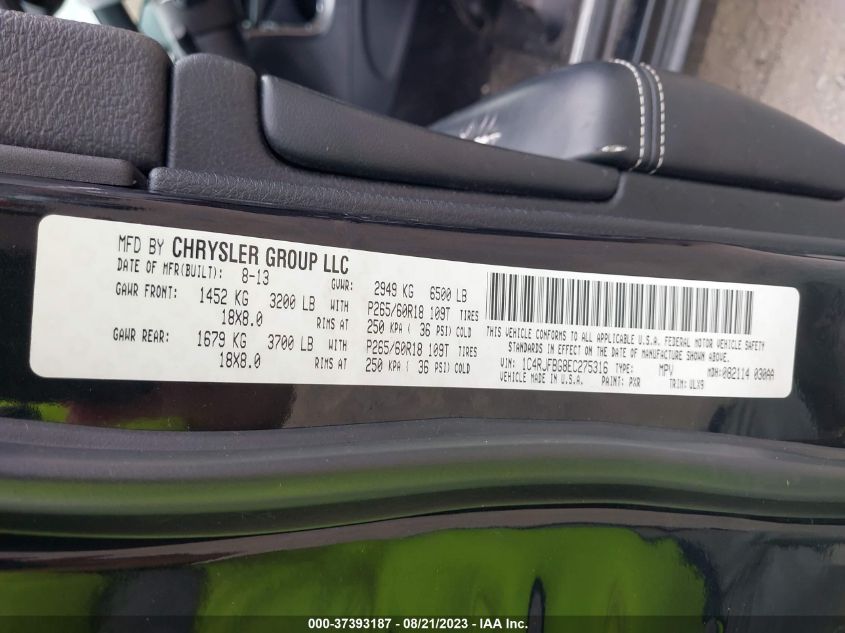 MFD BY CHRYSLER GROUP LLC
DATE OF MFR(BUILT): 8-13 GVWR: 2949 KG 6500 LB
GAWR FRONT: 1452 KG 3200 LB WITH P265/60R18 109T TIRES
18X8.0 RIMS AT 250 KPA ( 36 PSI) COLD
GAWR REAR: 1679 KG 3700 LB WITH P265/60R18 109T TIRES
18X8.0 RIMS AT 250 KPA ( 36 PSI) COLD
THIS VEHICLE CONFORMS TO ALL APPLICABLE U.S.A. FEDERAL MOTOR VEHICLE SAFETY
STANDARDS IN EFFECT ON THE DATE OF MANUFACTURE SHOWN ABOVE.
VIN: 1C4RJFBG8EC275316 TYPE: MPV MDH:082114 030AA
VEHICLE MADE IN U.S.A. PAINT: PXR TRIM: ULX9
000-37393187 - 08/21/2023 - IAA Inc.